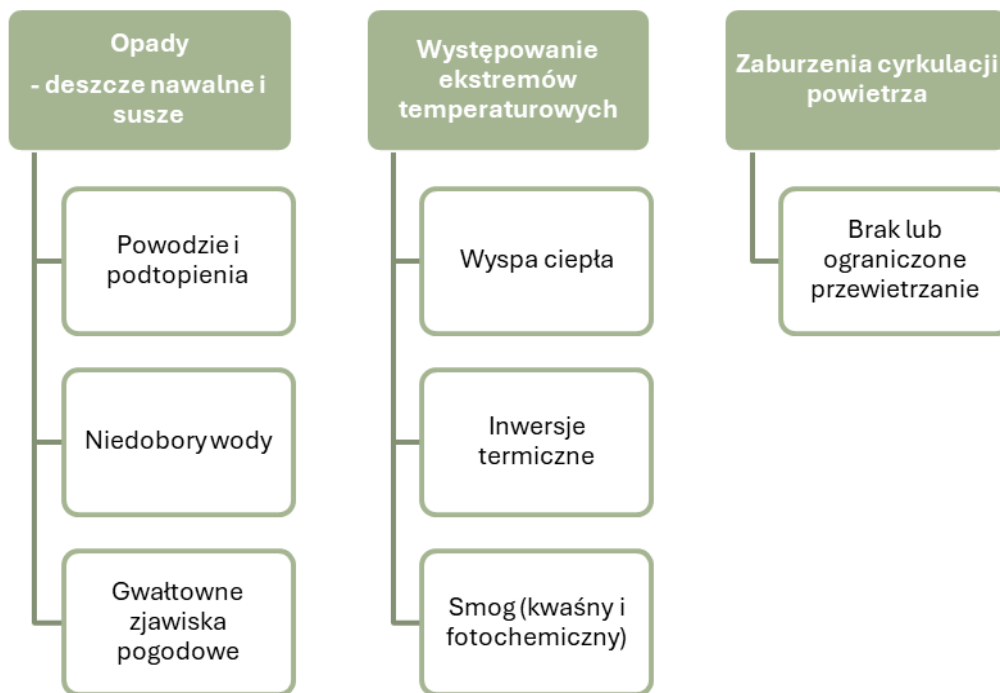 Opady
- deszcze nawalne i
susze
Powodzie i
podtopienia
Niedobory wody
Gwałtowne
zjawiska
pogodowe
Występowanie
ekstremów
temperaturowych
Wyspa ciepła
Inwersje
termiczne
Smog (kwaśny i
fotochemiczny)
Zaburzenia cyrkulacji
powietrza
Brak lub
ograniczone
przewietrzanie